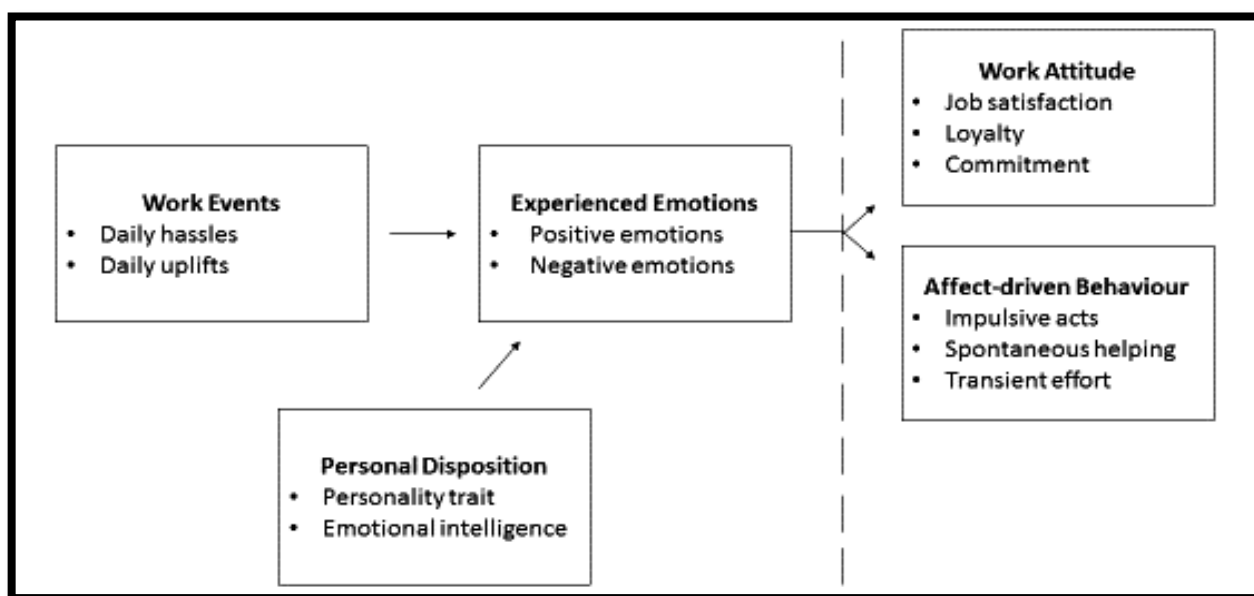 Work Events
• Daily hassles
• Daily uplifts
Experienced Emotions
• Positive emotions
• Negative emotions
Personal Disposition
• Personality trait
• Emotional intelligence
Work Attitude
• Job satisfaction
• Loyalty
• Commitment
Affect-driven Behaviour
• Impulsive acts
• Spontaneous helping
• Transient effort